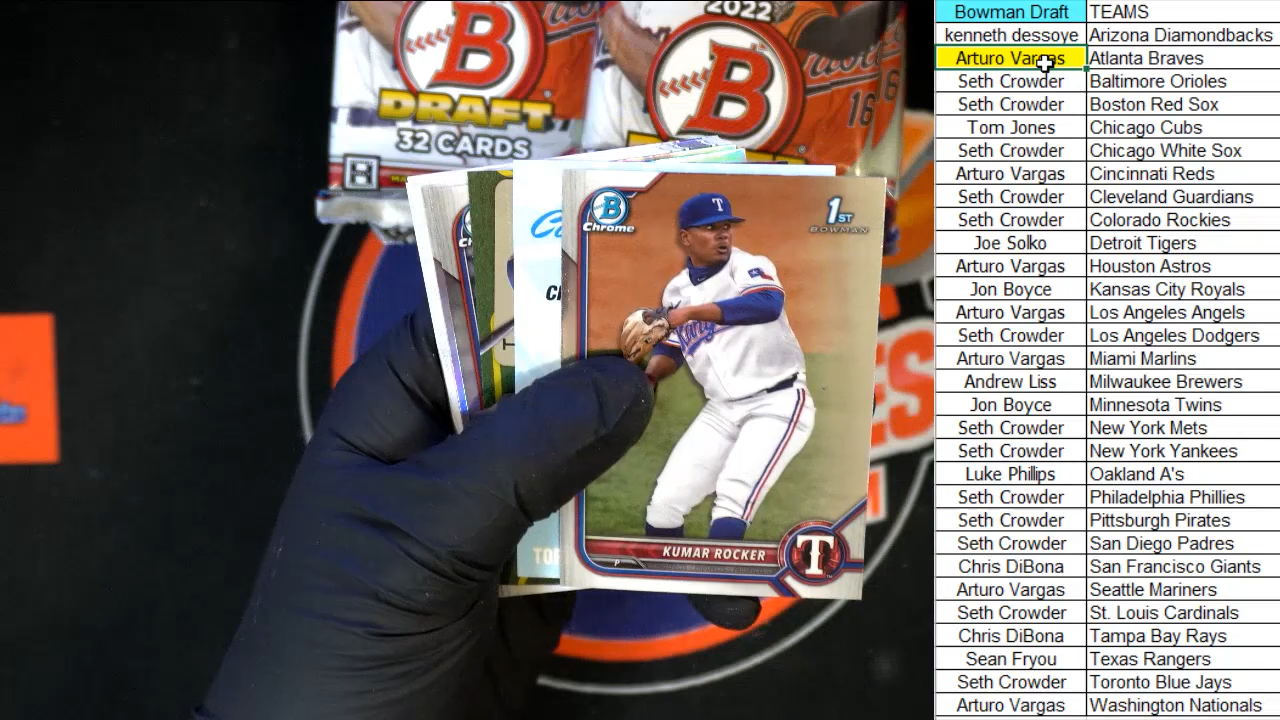 2022
B
B
DRAFT
32 CARDS
16
B
Chrome
1ST
BOWMAN
T
KUMAR ROCKER
P
T
Bowman Draft TEAMS
kenneth dessoye Arizona Diamondbacks
Arturo Vargas Atlanta Braves
Seth Crowder Baltimore Orioles
Seth Crowder Boston Red Sox
Tom Jones Chicago Cubs
Seth Crowder Chicago White Sox
Arturo Vargas Cincinnati Reds
Seth Crowder Cleveland Guardians
Seth Crowder Colorado Rockies
Joe Solko Detroit Tigers
Arturo Vargas Houston Astros
Jon Boyce Kansas City Royals
Arturo Vargas Los Angeles Angels
Seth Crowder Los Angeles Dodgers
Arturo Vargas Miami Marlins
Andrew Liss Milwaukee Brewers
Jon Boyce Minnesota Twins
Seth Crowder New York Mets
Seth Crowder New York Yankees
Luke Phillips Oakland A's
Seth Crowder Philadelphia Phillies
Seth Crowder Pittsburgh Pirates
Seth Crowder San Diego Padres
Chris DiBona San Francisco Giants
Arturo Vargas Seattle Mariners
Seth Crowder St. Louis Cardinals
Chris DiBona Tampa Bay Rays
Sean Fryou Texas Rangers
Seth Crowder Toronto Blue Jays
Arturo Vargas Washington Nationals